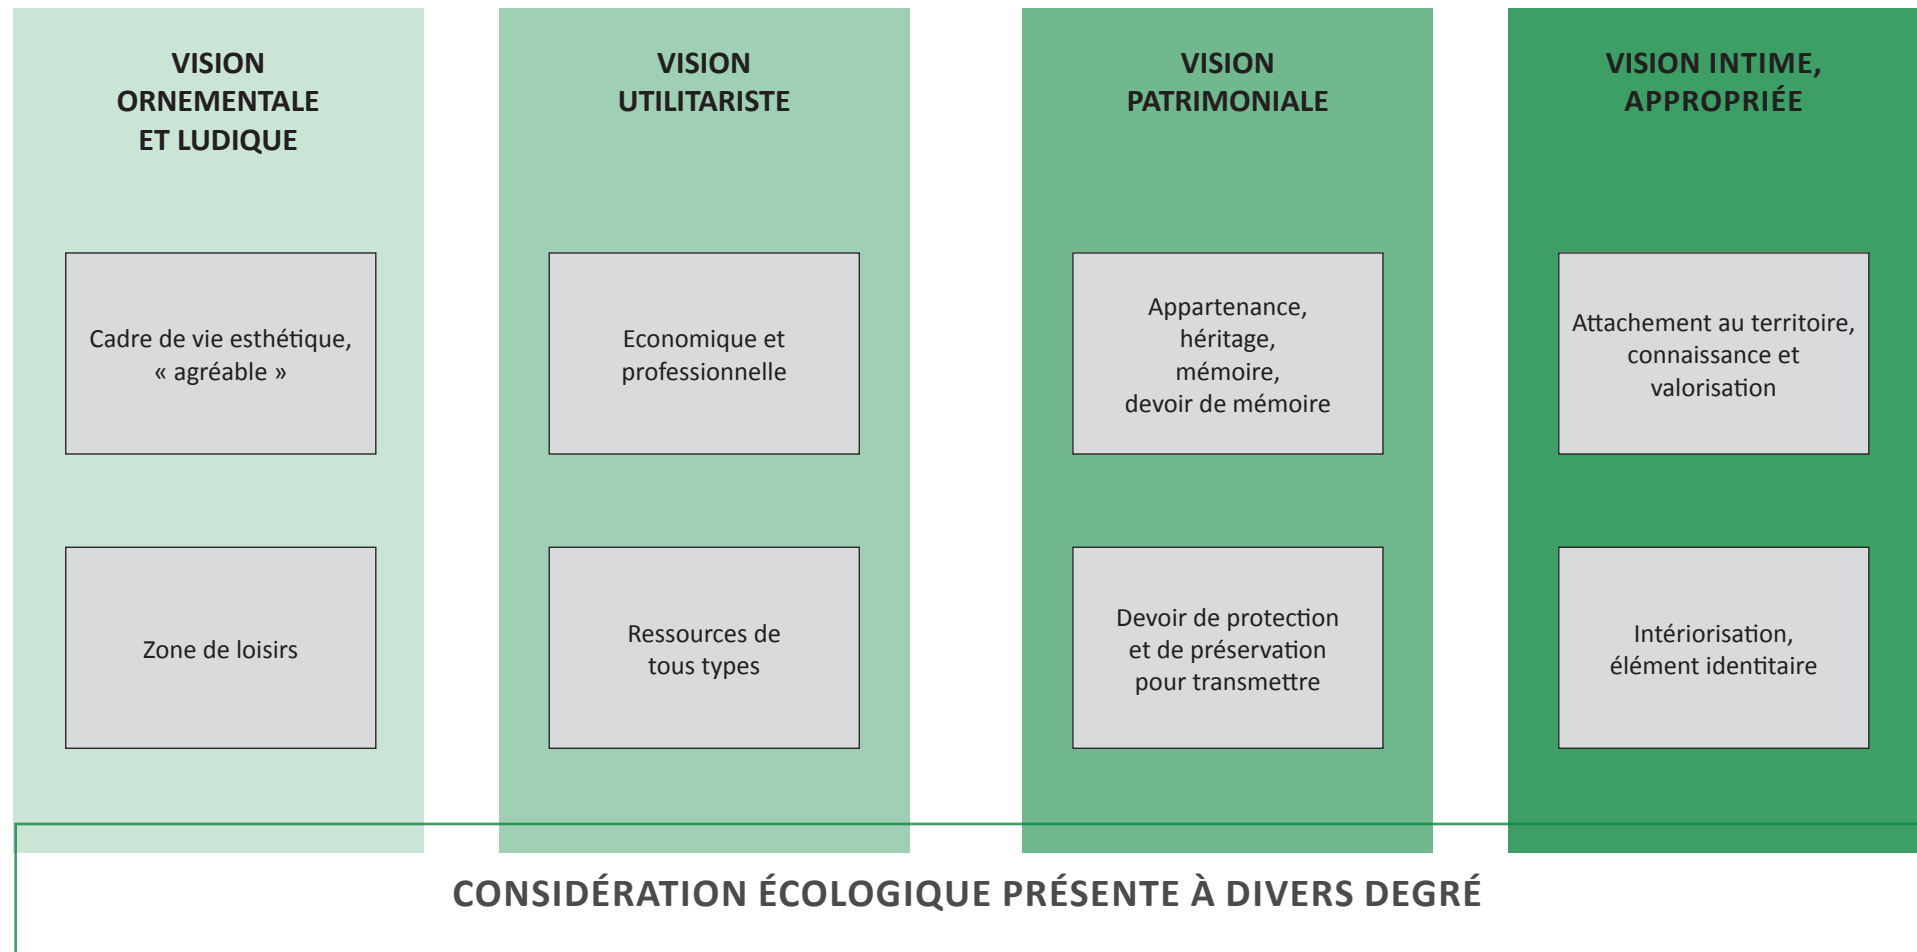 VISION
ORNEMENTALE
ET LUDIQUE
Cadre de vie esthétique,
« agréable »
Zone de loisirs
VISION
UTILITARISTE
Economique et
professionnelle
Ressources de
tous types
VISION
PATRIMONIALE
Appartenance,
héritage,
mémoire,
devoir de mémoire
Devoir de protection
et de préservation
pour transmettre
VISION INTIME,
APPROPRIÉE
Attachement au territoire,
connaissance et
valorisation
Intériorisation,
élément identitaire
CONSIDÉRATION ÉCOLOGIQUE PRÉSENTE À DIVERS DEGRÉ